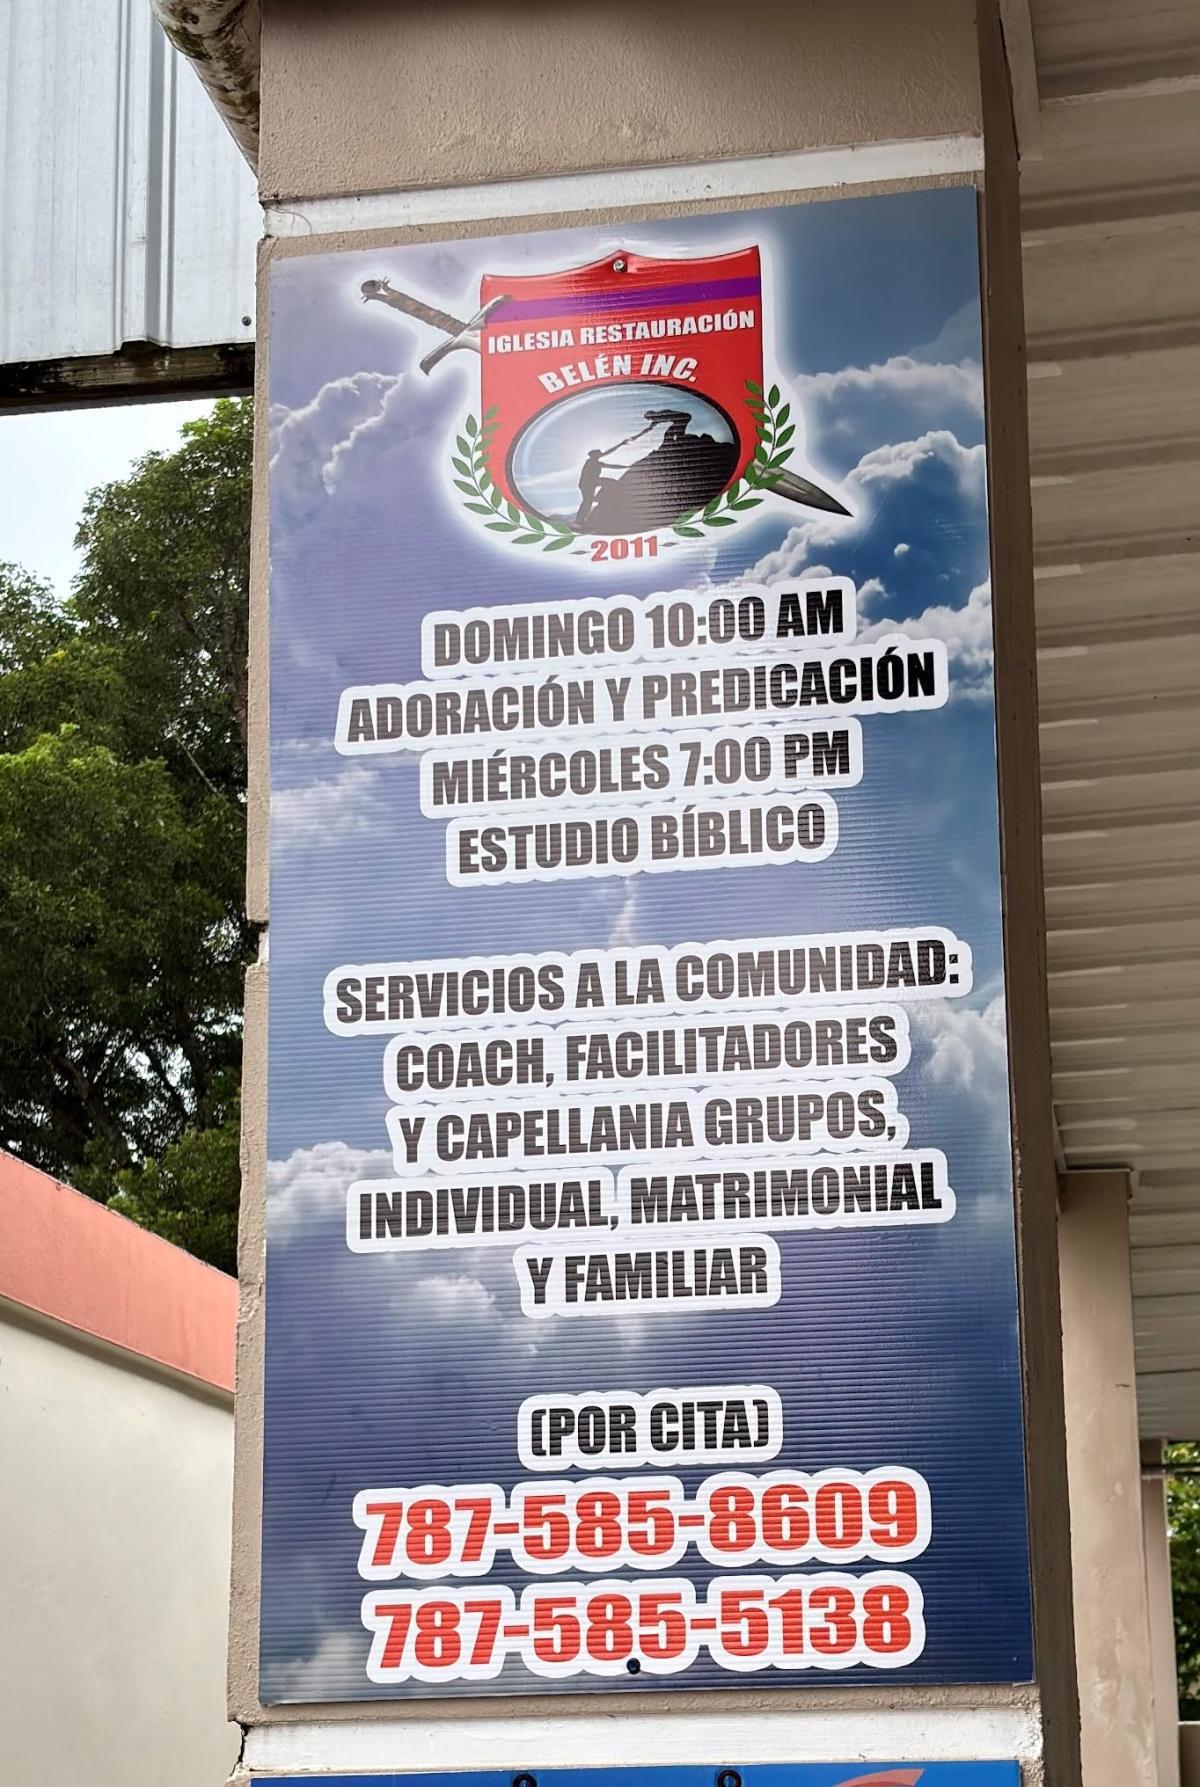 IGLESIA RESTAURACIÓN
BELÉN INC.
2011
DOMINGO 10:00 AM
ADORACIÓN Y PREDICACIÓN
MIÉRCOLES 7:00 PM
ESTUDIO BÍBLICO
SERVICIOS A LA COMUNIDAD:
COACH, FACILITADORES
Y CAPELLANIA GRUPOS,
INDIVIDUAL, MATRIMONIAL
Y FAMILIAR
(POR CITA)
787-585-8609
787-585-5138